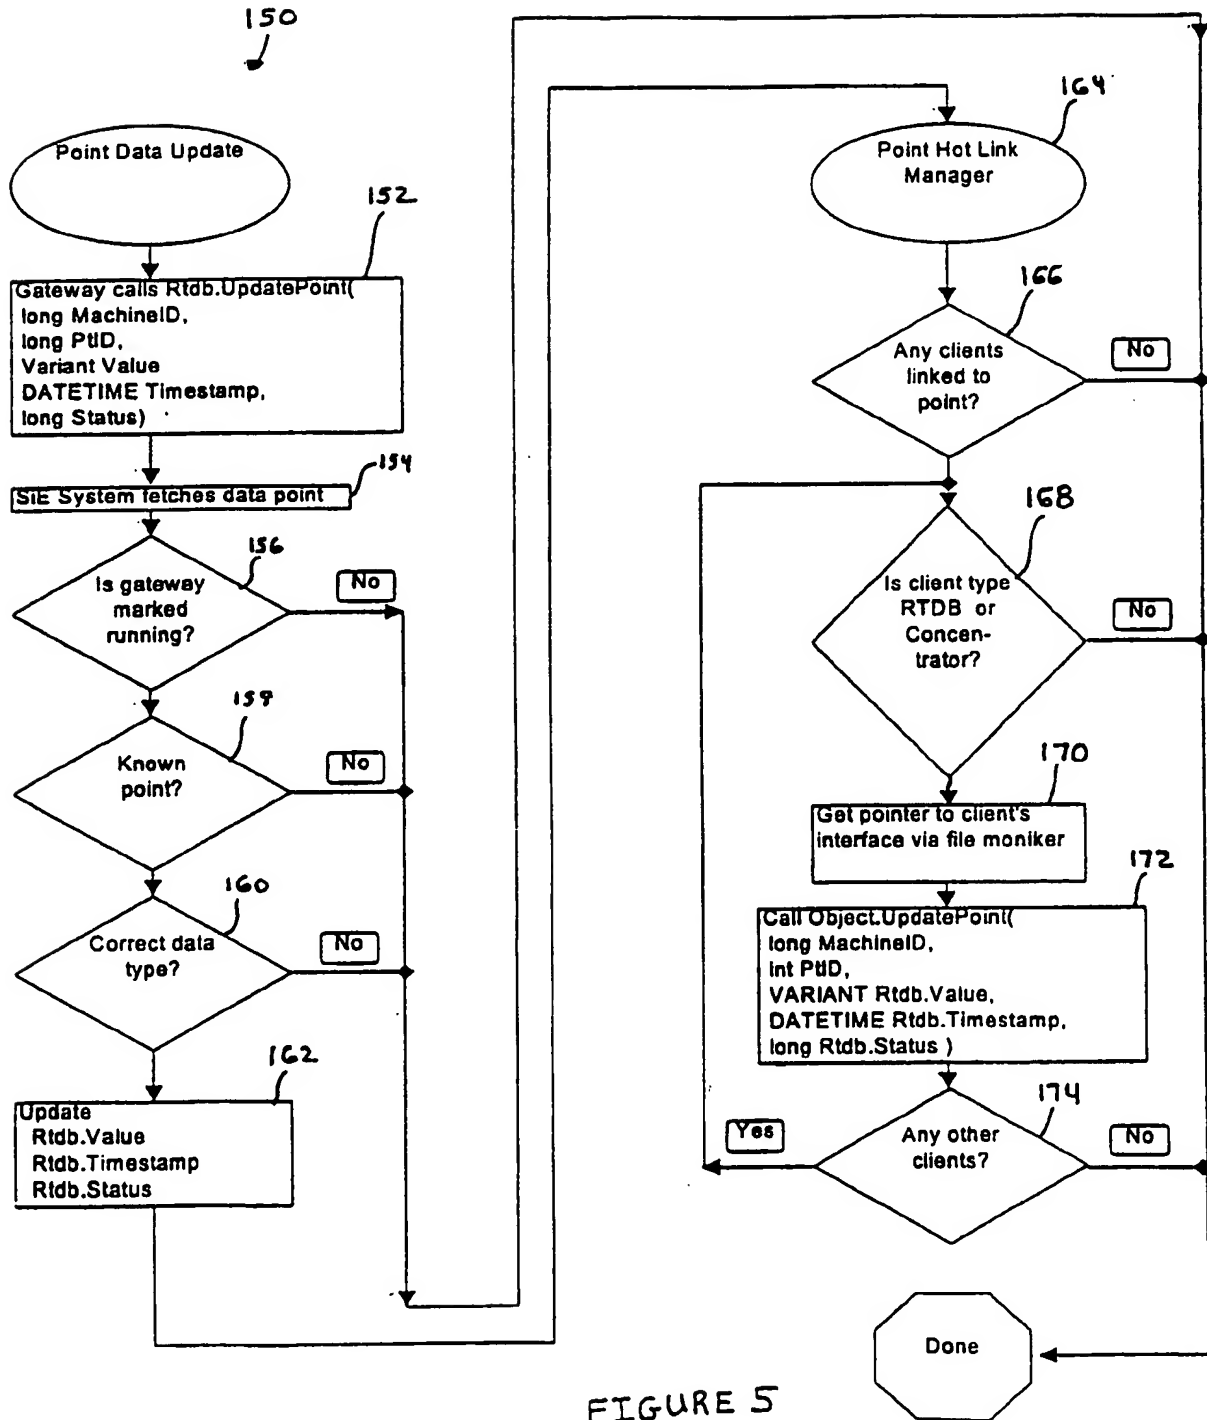 150
Point Data Update
152
Gateway calls Rtdb.UpdatePoint(
long MachineID,
long PtID,
Variant Value
DATETIME Timestamp,
long Status)
154
SIE System fetches data point
156
Is gateway
marked
running?
No
158
Known
point?
No
160
Correct data
type?
No
162
Update
Rtdb.Value
Rtdb.Timestamp
Rtdb.Status
164
Point Hot Link
Manager
166
Any clients
linked to
point?
No
168
Is client type
RTDB or
Concen-
trator?
No
170
Get pointer to client's
interface via file moniker
172
Call Object.UpdatePoint(
long MachineID,
int PtID,
VARIANT Rtdb.Value,
DATETIME Rtdb.Timestamp,
long Rtdb.Status )
174
Any other
clients?
Yes
No
Done
FIGURE 5